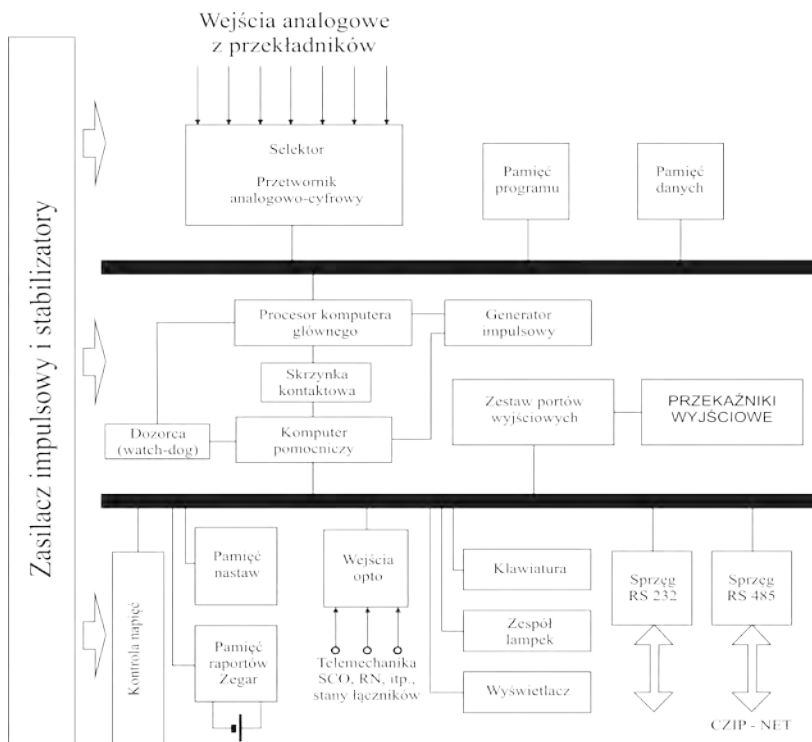 Wejścia analogowe
z przekładników
Zasilacz impulsowy i stabilizatory
Selektor
Przetwornik
analogowo-cyfrowy
Pamięć
programu
Pamięć
danych
Procesor komputera
głównego
Generator
impulsowy
Skrzynka
kontaktowa
Zestaw portów
wyjściowych
PRZEKAŹNIKI
WYJŚCIOWE
Dozorca
(watch-dog)
Komputer
pomocniczy
Kontrola napięć
Pamięć
nastaw
Wejścia
opto
Klawiatura
Sprzęg
RS 232
Sprzęg
RS 485
Pamięć
raportów
Zegar
Telemechanika
SCO, RN, itp.,
stany łączników
Zespół
lampek
Wyświetlacz
CZIP - NET